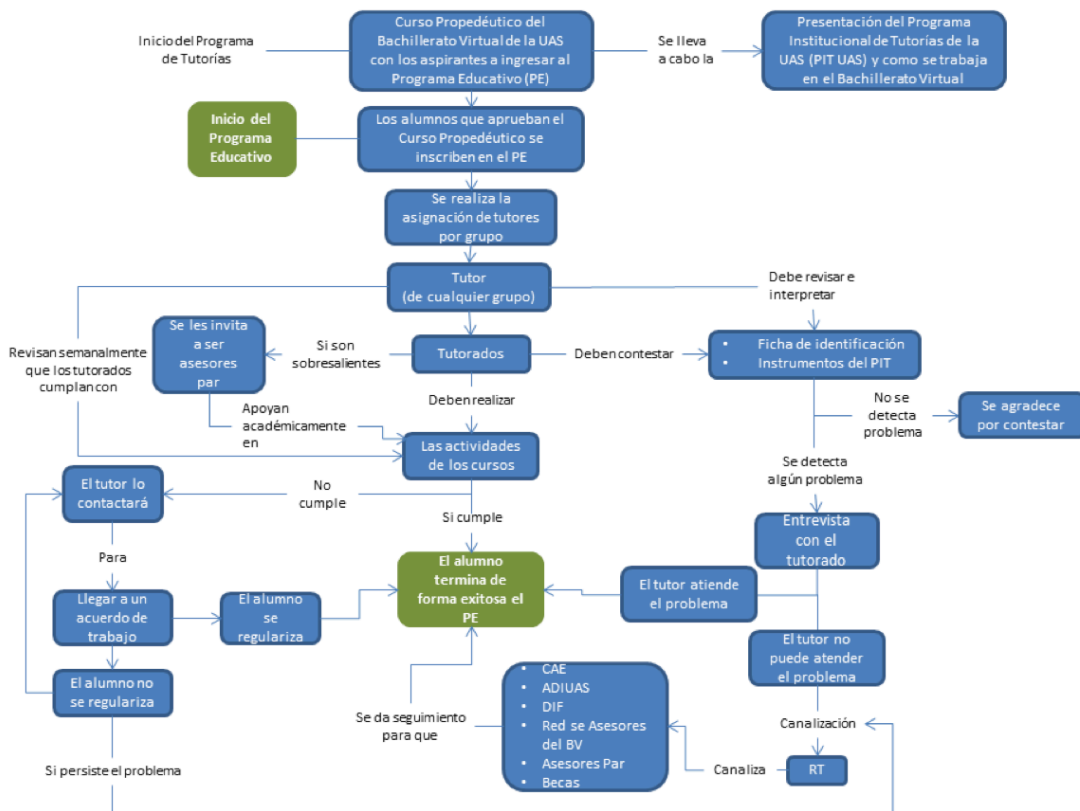 Inicio del Programa
de Tutorías
Curso Propedéutico del
Bachillerato Virtual de la UAS
con los aspirantes a ingresar al
Programa Educativo (PE)
Se lleva
a cabo la
Presentación del Programa
Institucional de Tutorías de la
UAS (PIT UAS) y como se trabaja
en el Bachillerato Virtual
Inicio del
Programa
Educativo
Los alumnos que aprueban el
Curso Propedéutico se
inscriben en el PE
Se realiza la
asignación de tutores
por grupo
Tutor
(de cualquier grupo)
Debe revisar e
interpretar
Revisan semanalmente
que los tutorados
cumplan con
Se les invita
a ser
asesores
par
Si son
sobresalientes
Tutorados
Deben contestar
• Ficha de identificación
• Instrumentos del PIT
Apoyan
académicamente
en
Deben realizar
No se
detecta
problema
Se agradece
por contestar
Las actividades
de los cursos
Se detecta
algún problema
El tutor lo
contactará
No
cumple
Si cumple
Entrevista
con el
tutorado
Para
El alumno
termina de
forma exitosa el
PE
El tutor atiende
el problema
Llegar a un
acuerdo de
trabajo
El alumno
se
regulariza
El tutor no
puede atender
el problema
El alumno no
se regulariza
Se da seguimiento
para que
• CAE
• ADIUAS
• DIF
• Red se Asesores
del BV
• Asesores Par
• Becas
Canalización
Si persiste el problema
Canaliza
RT